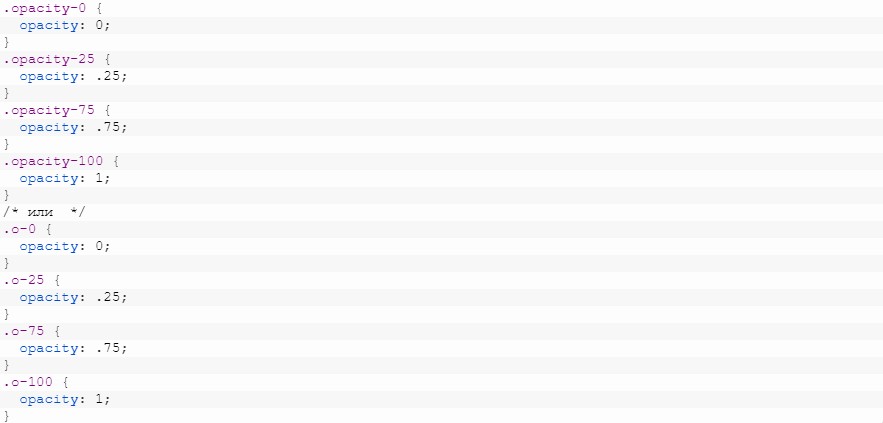 .opacity-0 {
  opacity: 0;
}
.opacity-25 {
  opacity: .25;
}
.opacity-75 {
  opacity: .75;
}
.opacity-100 {
  opacity: 1;
}
/* или  */
.o-0 {
  opacity: 0;
}
.o-25 {
  opacity: .25;
}
.o-75 {
  opacity: .75;
}
.o-100 {
  opacity: 1;
}